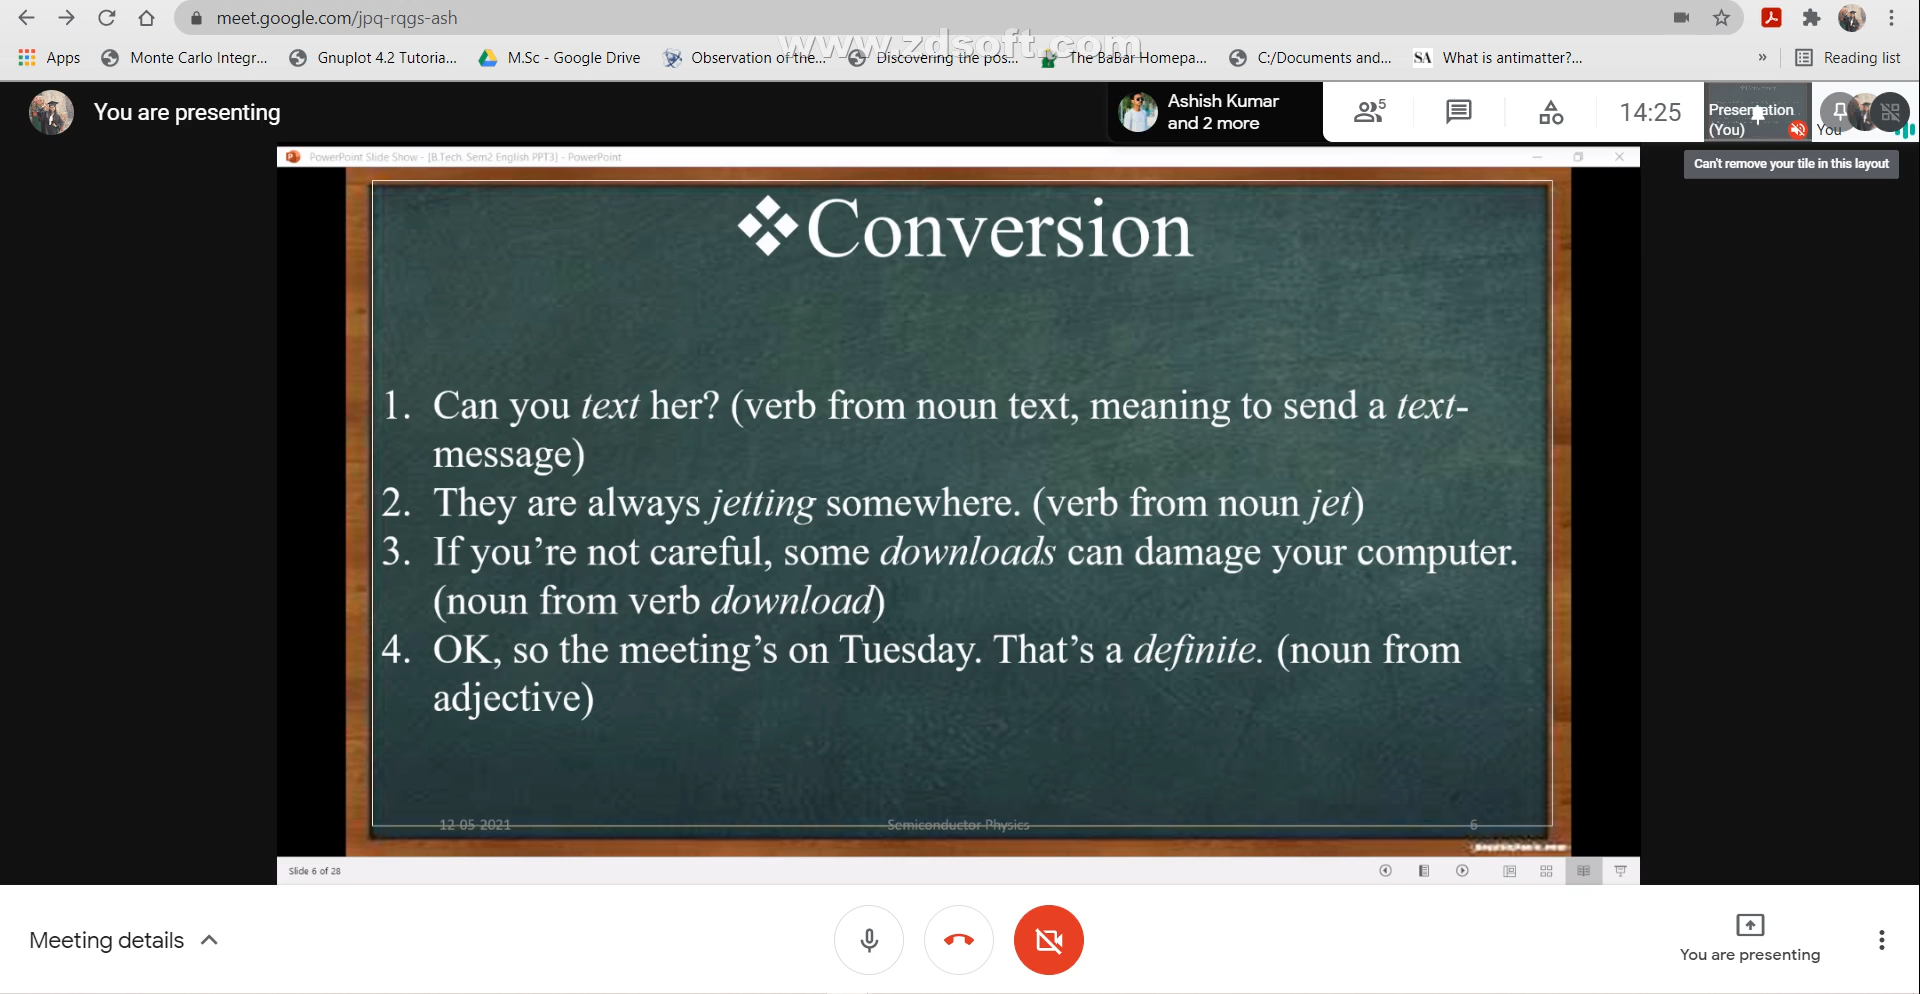 meet.google.com/jpq-rqgs-ash
www.zdsoft.com
Apps Monte Carlo Integr... Gnuplot 4.2 Tutoria... M.Sc - Google Drive Observation of the... Discovering the pos... The BaBar Homepa... C:/Documents and... SA What is antimatter?... » Reading list
You are presenting
Ashish Kumar
and 2 more
5
14:25
Presentation
(You)
You
Can't remove your tile in this layout
PowerPoint Slide Show - [B.Tech. Sem2 English PPT3] - PowerPoint
❖Conversion
1. Can you text her? (verb from noun text, meaning to send a text-
message)
2. They are always jetting somewhere. (verb from noun jet)
3. If you’re not careful, some downloads can damage your computer.
(noun from verb download)
4. OK, so the meeting’s on Tuesday. That’s a definite. (noun from
adjective)
12-05-2021 Semiconductor Physics 6
Slide 6 of 28
Meeting details
You are presenting